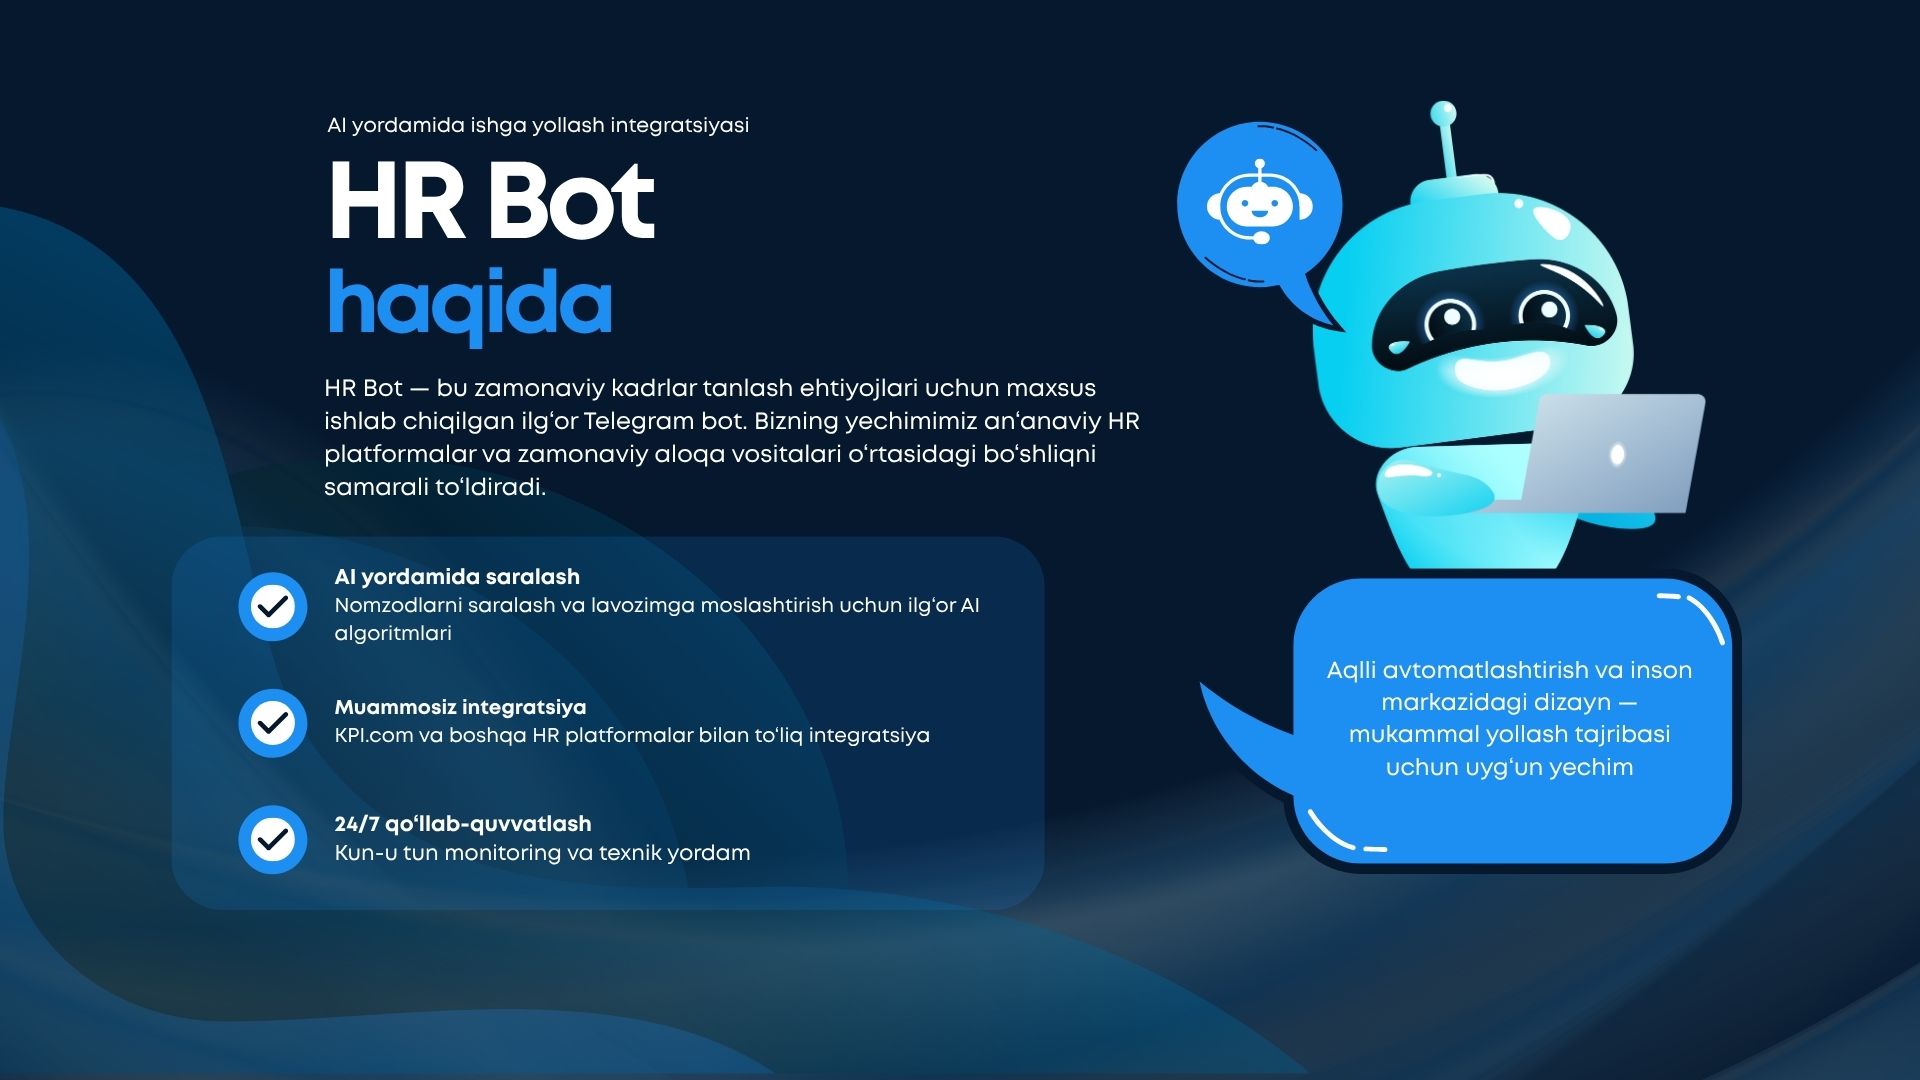 AI yordamida ishga yollash integratsiyasi
HR Bot
haqida
HR Bot — bu zamonaviy kadrlar tanlash ehtiyojlari uchun maxsus
ishlab chiqilgan ilg‘or Telegram bot. Bizning yechimimiz an‘anaviy HR
platformalar va zamonaviy aloqa vositalari o‘rtasidagi bo‘shliqni
samarali to‘ldiradi.
AI yordamida saralash
Nomzodlarni saralash va lavozimga moslashtirish uchun ilg‘or AI
algoritmlari
Muammosiz integratsiya
KPI.com va boshqa HR platformalar bilan to‘liq integratsiya
24/7 qo‘llab-quvvatlash
Kun-u tun monitoring va texnik yordam
Aqlli avtomatlashtirish va inson
markazidagi dizayn —
mukammal yollash tajribasi
uchun uyg‘un yechim